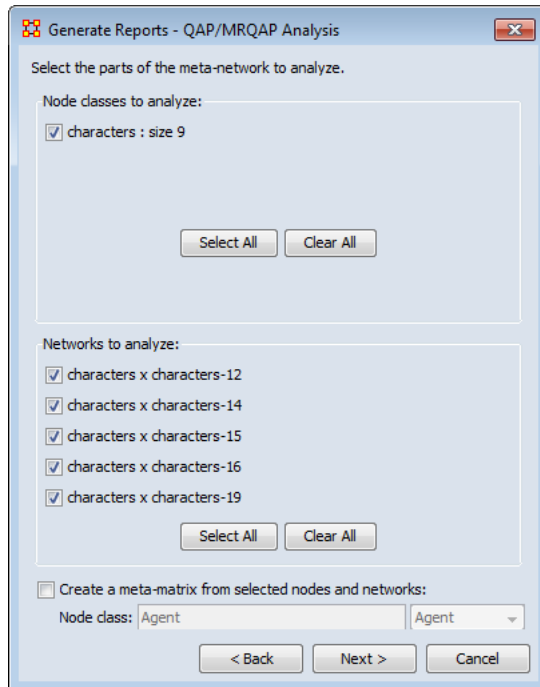 Generate Reports - QAP/MRQAP Analysis
Select the parts of the meta-network to analyze.
Node classes to analyze:
characters : size 9
Select All Clear All
Networks to analyze:
characters x characters-12
characters x characters-14
characters x characters-15
characters x characters-16
characters x characters-19
Select All Clear All
Create a meta-matrix from selected nodes and networks:
Node class: Agent Agent
< Back Next > Cancel